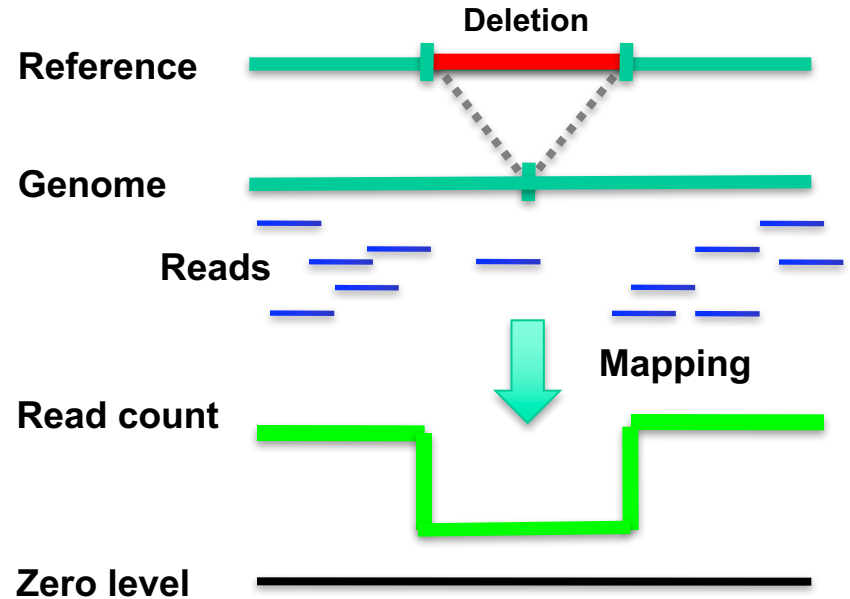 Deletion
Reference
Genome
Reads
Mapping
Read count
Zero level